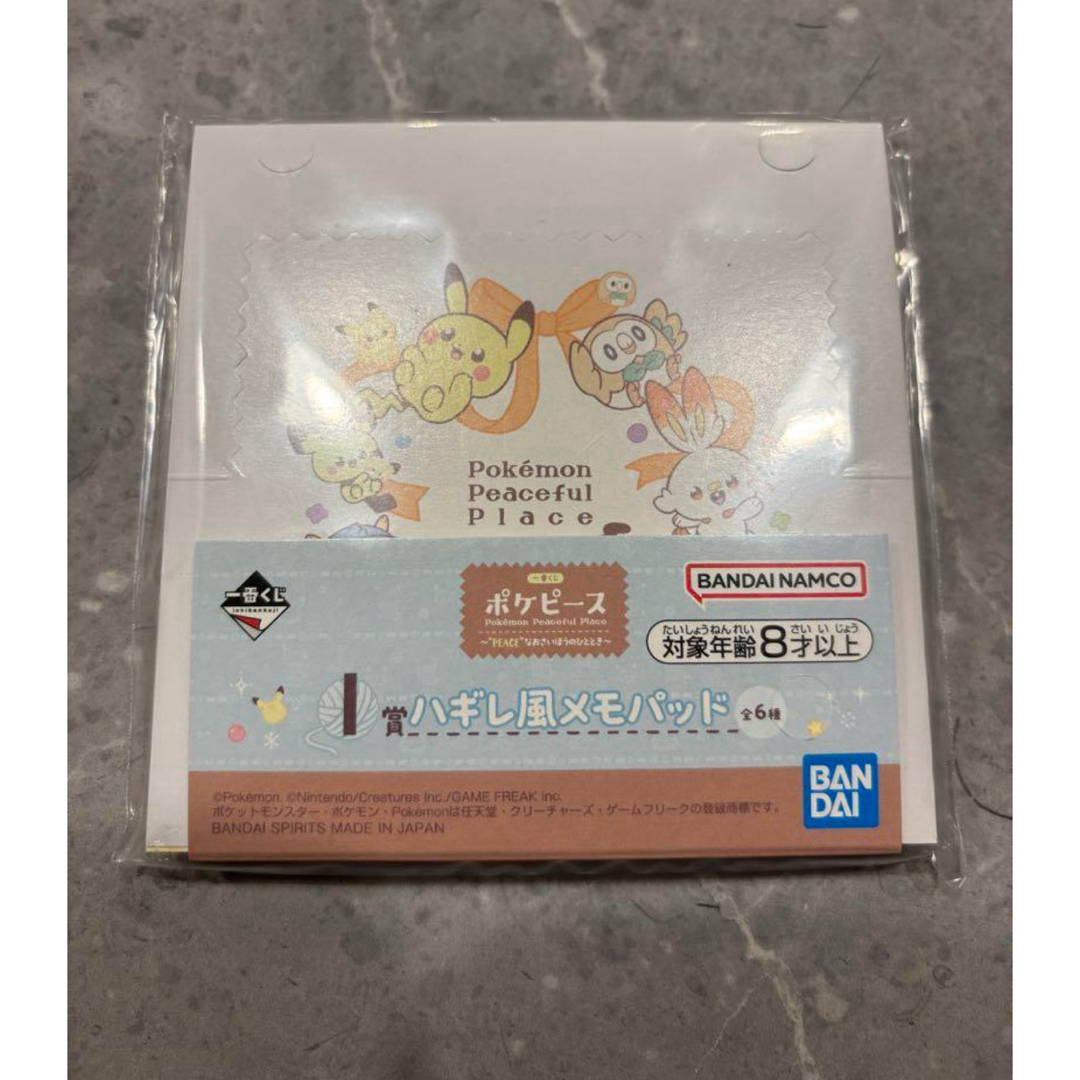 Pokémon
Peaceful
Place
一番くじ
ichibankuji
一番くじ
ポケピース
Pokémon Peaceful Place
～"PEACE"なおさいほうのひととき～
BANDAI NAMCO
たいしょうねんれい さい い じょう
対象年齢8才以上
I賞ハギレ風メモパッド 全6種
©Pokémon. ©Nintendo/Creatures Inc./GAME FREAK inc.
ポケットモンスター・ポケモン・Pokémonは任天堂・クリーチャーズ・ゲームフリークの登録商標です。
BANDAI SPIRITS MADE IN JAPAN
BAN
DAI